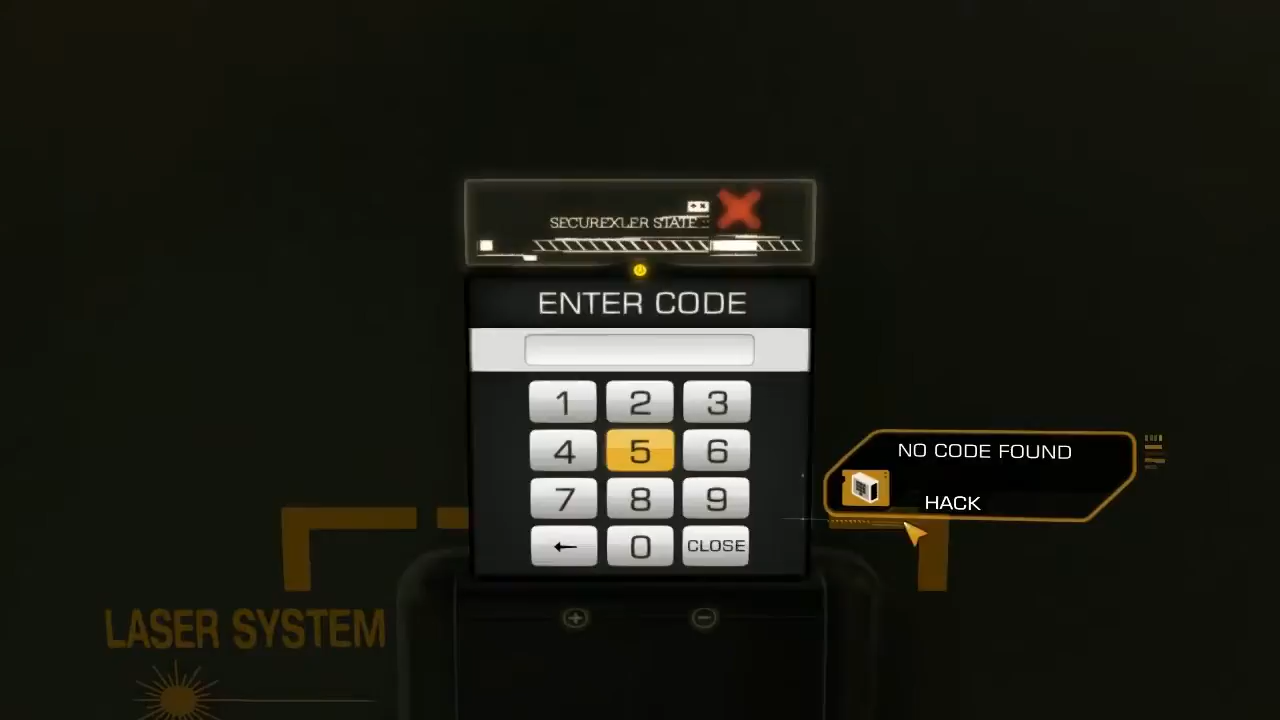 SECUREXLER STATE
ENTER CODE
1 2 3
4 5 6
7 8 9
← 0 CLOSE
NO CODE FOUND
HACK
LASER SYSTEM